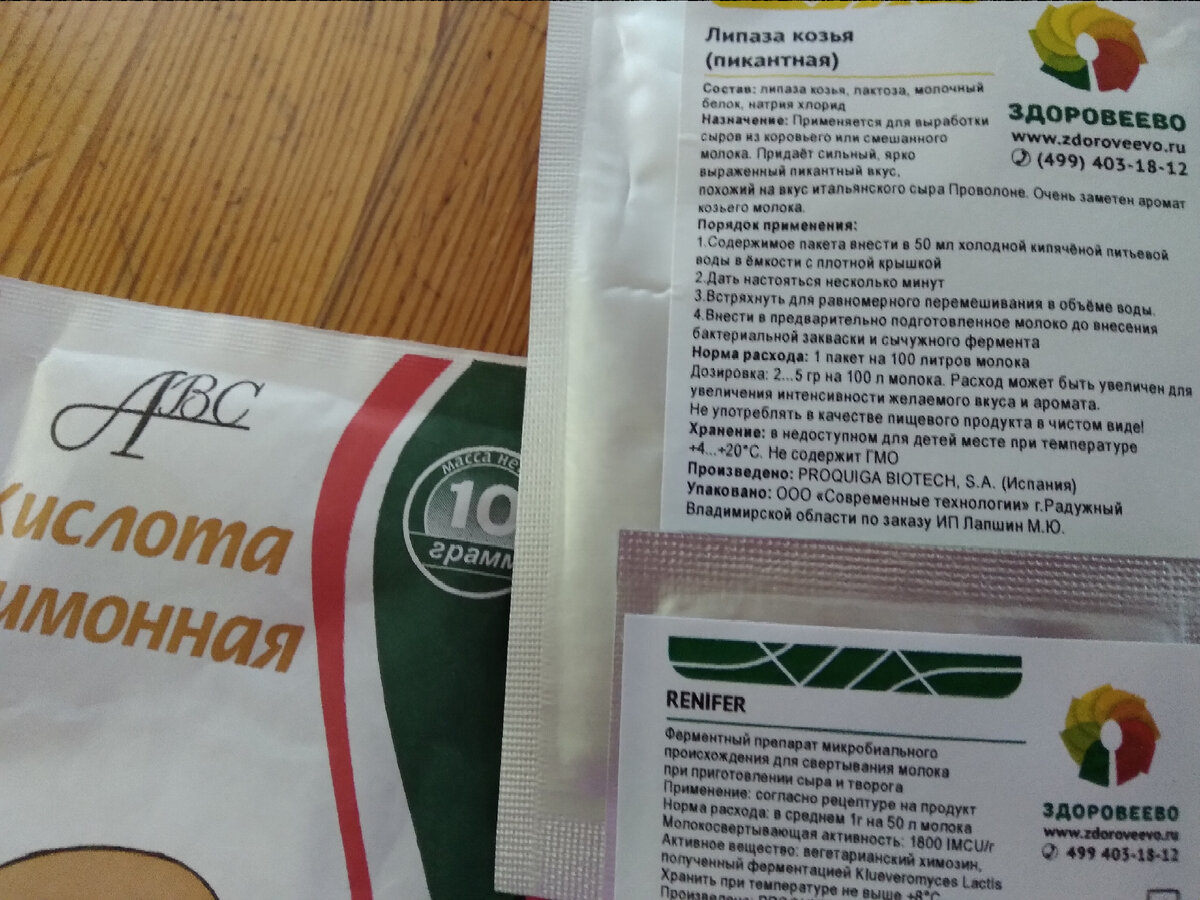 Липаза козья
(пикантная)
Состав: липаза козья, лактоза, молочный
белок, натрия хлорид
Назначение: Применяется для выработки
сыров из коровьего или смешанного
молока. Придаёт сильный, ярко
выраженный пикантный вкус,
похожий на вкус итальянского сыра Проволоне. Очень заметен аромат
козьего молока.
Порядок применения:
1.Содержимое пакета внести в 50 мл холодной кипячёной питьевой
воды в ёмкости с плотной крышкой
2.Дать настояться несколько минут
3.Встряхнуть для равномерного перемешивания в объёме воды.
4.Внести в предварительно подготовленное молоко до внесения
бактериальной закваски и сычужного фермента
Норма расхода: 1 пакет на 100 литров молока
Дозировка: 2...5 гр на 100 л молока. Расход может быть увеличен для
увеличения интенсивности желаемого вкуса и аромата.
Не употреблять в качестве пищевого продукта в чистом виде!
Хранение: в недоступном для детей месте при температуре
+4...+20°С. Не содержит ГМО
Произведено: PROQUIGA BIOTECH, S.A. (Испания)
Упаковано: ООО «Современные технологии» г.Радужный
Владимирской области по заказу ИП Лапшин М.Ю.
ЗДОРОВЕЕВО
www.zdoroveevo.ru
(499) 403-18-12
АВС
Кислота
имонная
масса не
10
грамм
RENIFER
Ферментный препарат микробиального
происхождения для свертывания молока
при приготовлении сыра и творога
Применение: согласно рецептуре на продукт
Норма расхода: в среднем 1г на 50 л молока
Молокосвертывающая активность: 1800 IMCU/г
Активное вещество: вегетарианский химозин,
полученный ферментацией Klueveromyces Lactis
Хранить при температуре не выше +8°С
ЗДОРОВЕЕВО
www.zdoroveevo.ru
499 403-18-12